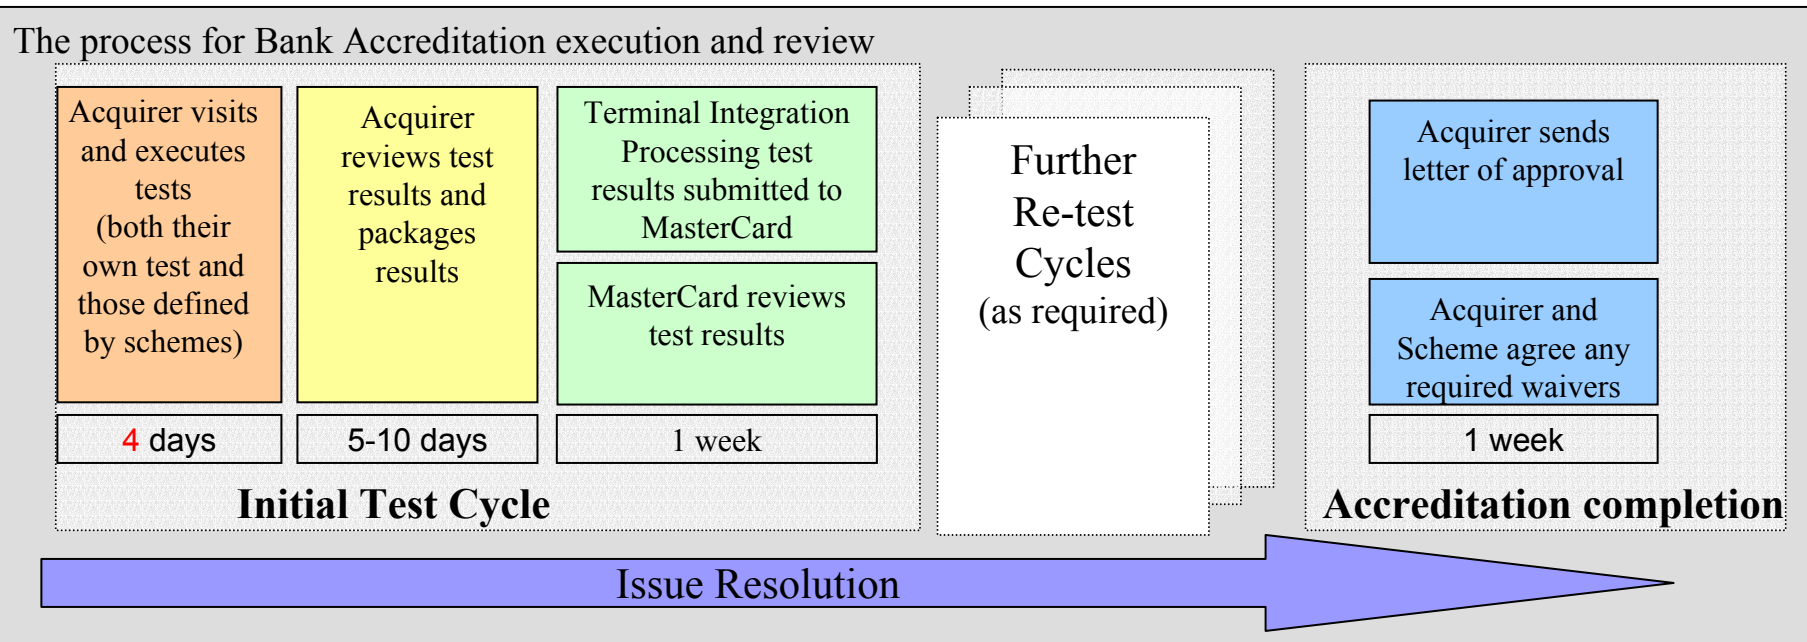 The process for Bank Accreditation execution and review
Acquirer visits
and executes
tests
(both their
own test and
those defined
by schemes)
4 days
Acquirer
reviews test
results and
packages
results
5-10 days
Terminal Integration
Processing test
results submitted to
MasterCard
MasterCard reviews
test results
1 week
Initial Test Cycle
Further
Re-test
Cycles
(as required)
Acquirer sends
letter of approval
Acquirer and
Scheme agree any
required waivers
1 week
Accreditation completion
Issue Resolution